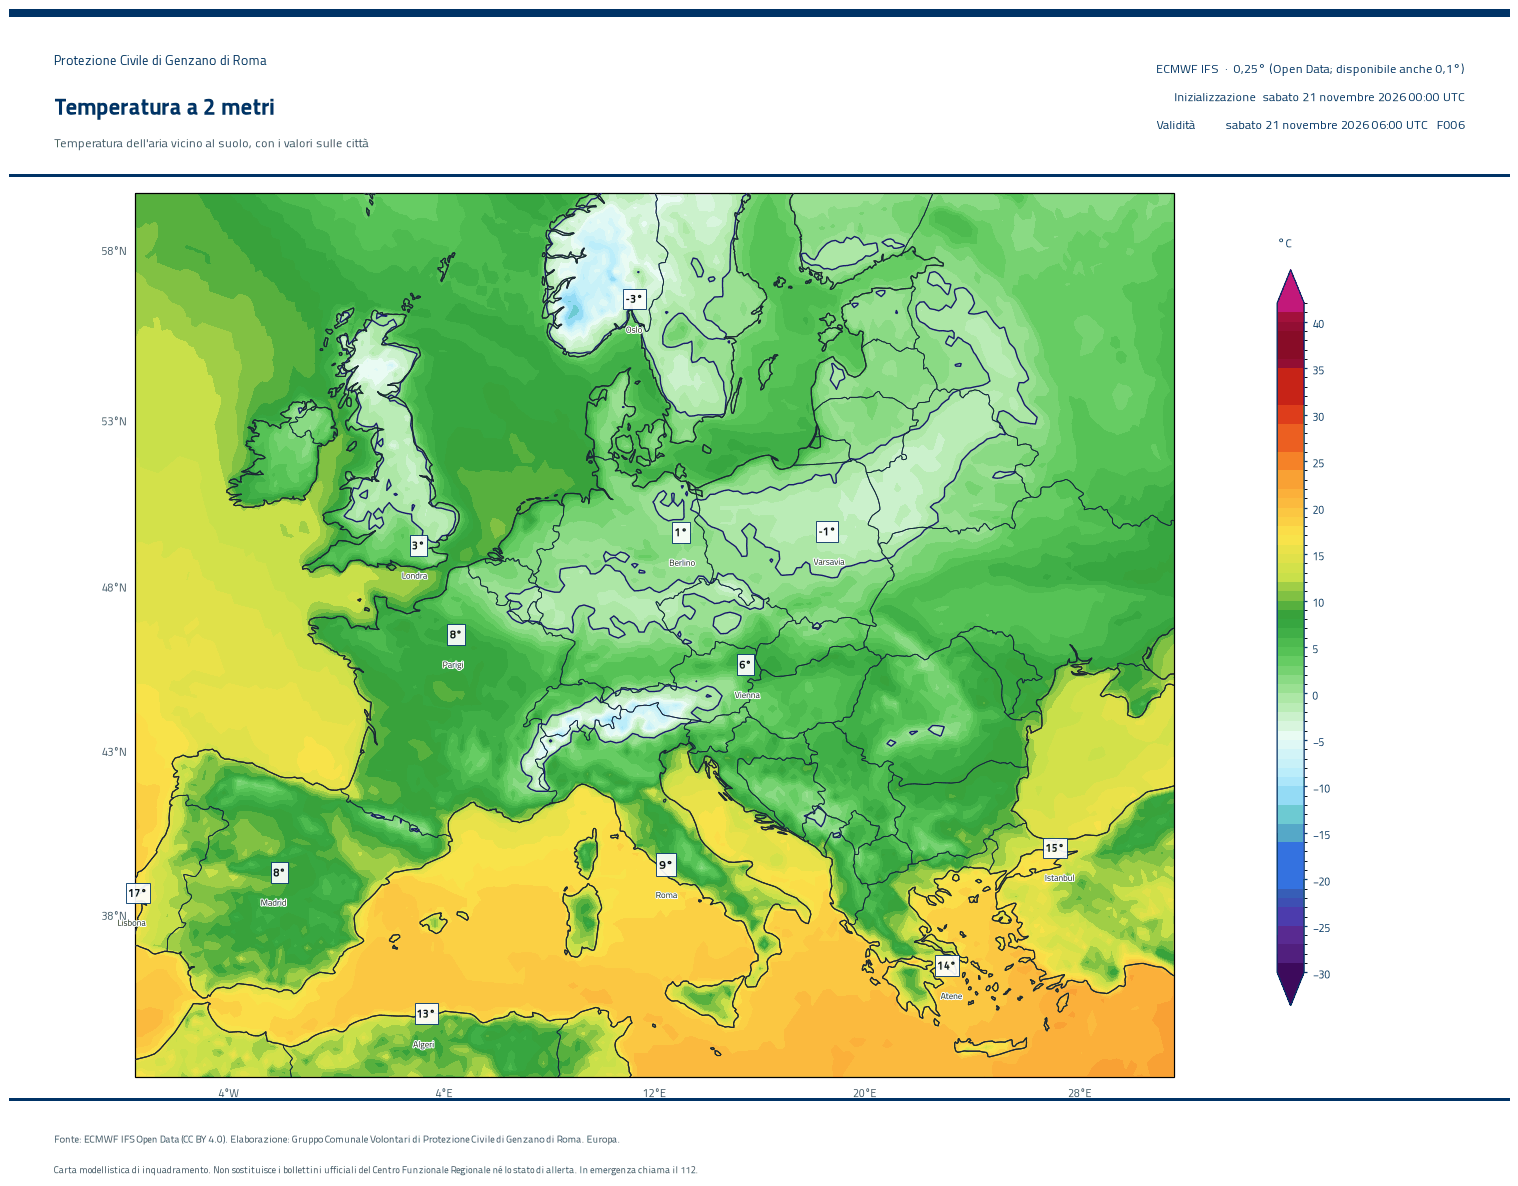 Protezione Civile di Genzano di Roma
Temperatura a 2 metri
Temperatura dell'aria vicino al suolo, con i valori sulle città
ECMWF IFS · 0,25° (Open Data; disponibile anche 0,1°)
Inizializzazione sabato 21 novembre 2026 00:00 UTC
Validità sabato 21 novembre 2026 06:00 UTC F006
58°N
53°N
48°N
43°N
38°N
4°W
4°E
12°E
20°E
28°E
-3°
Oslo
3°
Londra
1°
Berlino
-1°
Varsavia
8°
Parigi
6°
Vienna
8°
Madrid
17°
Lisbona
9°
Roma
15°
Istanbul
14°
Atene
13°
Algeri
°C
40
35
30
25
20
15
10
5
0
−5
−10
−15
−20
−25
−30
Fonte: ECMWF IFS Open Data (CC BY 4.0). Elaborazione: Gruppo Comunale Volontari di Protezione Civile di Genzano di Roma. Europa.
Carta modellistica di inquadramento. Non sostituisce i bollettini ufficiali del Centro Funzionale Regionale né lo stato di allerta. In emergenza chiama il 112.